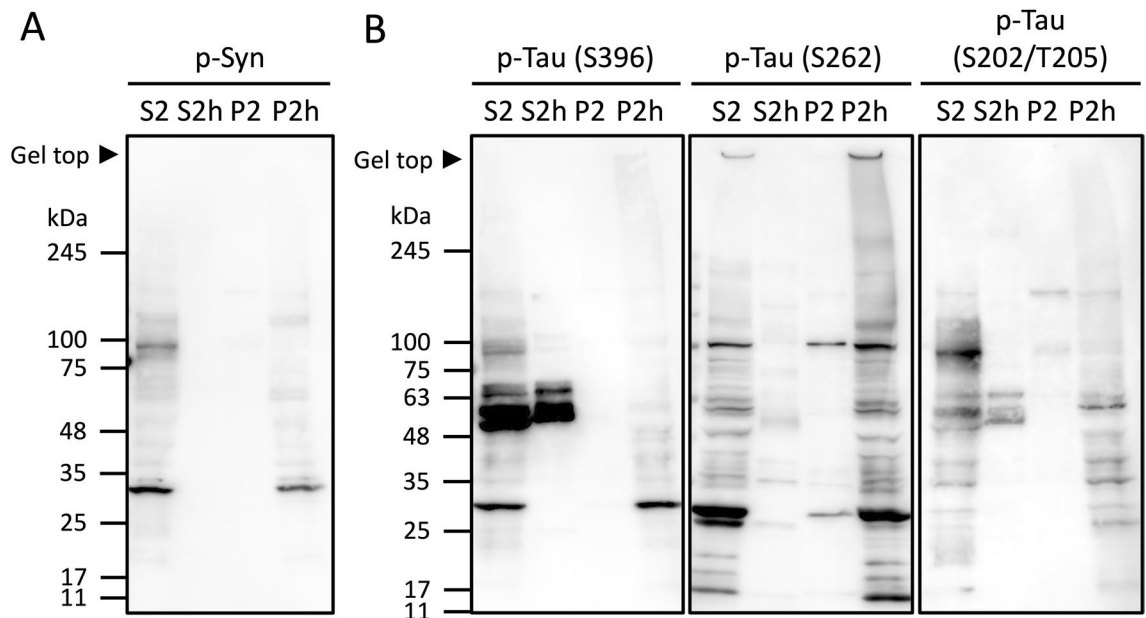 A
B
p-Syn
p-Tau (S396)
p-Tau (S262)
p-Tau
(S202/T205)
S2 S2h P2 P2h
S2 S2h P2 P2h
S2 S2h P2 P2h
S2 S2h P2 P2h
Gel top
kDa
245
100
75
48
35
25
17
11
Gel top
kDa
245
100
75
63
48
35
25
17
11